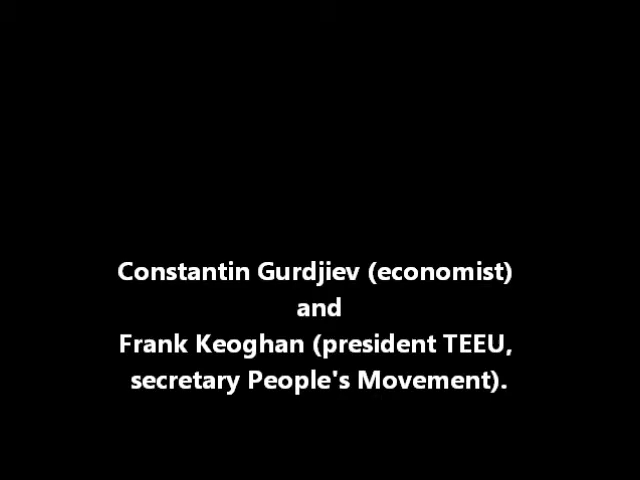 Constantin Gurdjiev (economist)
and
Frank Keoghan (president TEEU,
secretary People's Movement).